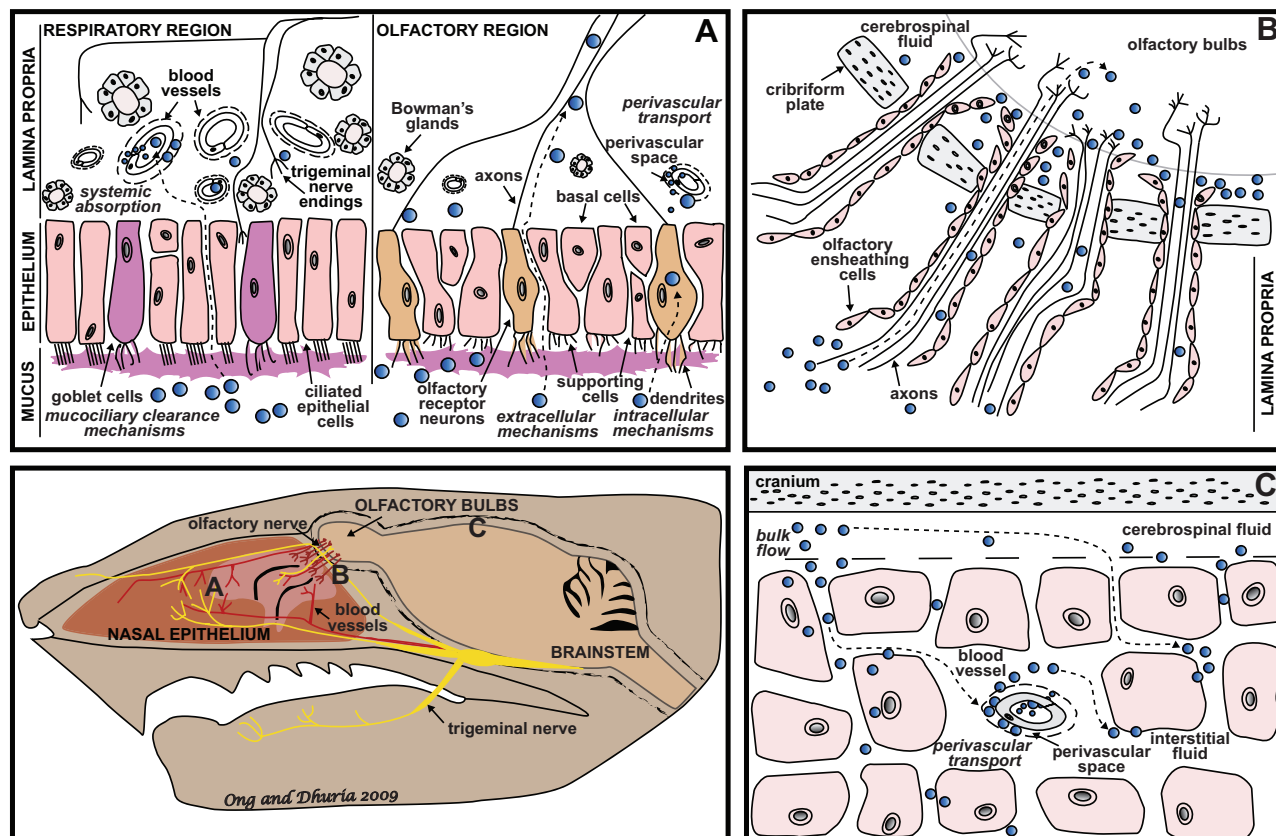 RESPIRATORY REGION
OLFACTORY REGION
A
LAMINA PROPRIA
EPITHELIUM
MUCUS
blood
vessels
systemic
absorption
trigeminal
nerve
endings
goblet cells
mucociliary clearance
mechanisms
ciliated
epithelial
cells
Bowman's
glands
axons
basal cells
perivascular
transport
perivascular
space
olfactory
receptor
neurons
supporting
cells
extracellular
mechanisms
dendrites
intracellular
mechanisms
B
cerebrospinal
fluid
olfactory bulbs
cribriform
plate
olfactory
ensheathing
cells
axons
LAMINA PROPRIA
OLFACTORY BULBS
olfactory nerve
C
A
B
blood
vessels
NASAL EPITHELIUM
BRAINSTEM
trigeminal nerve
Ong and Dhuria 2009
cranium
C
bulk
flow
cerebrospinal fluid
blood
vessel
perivascular
transport
perivascular
space
interstitial
fluid